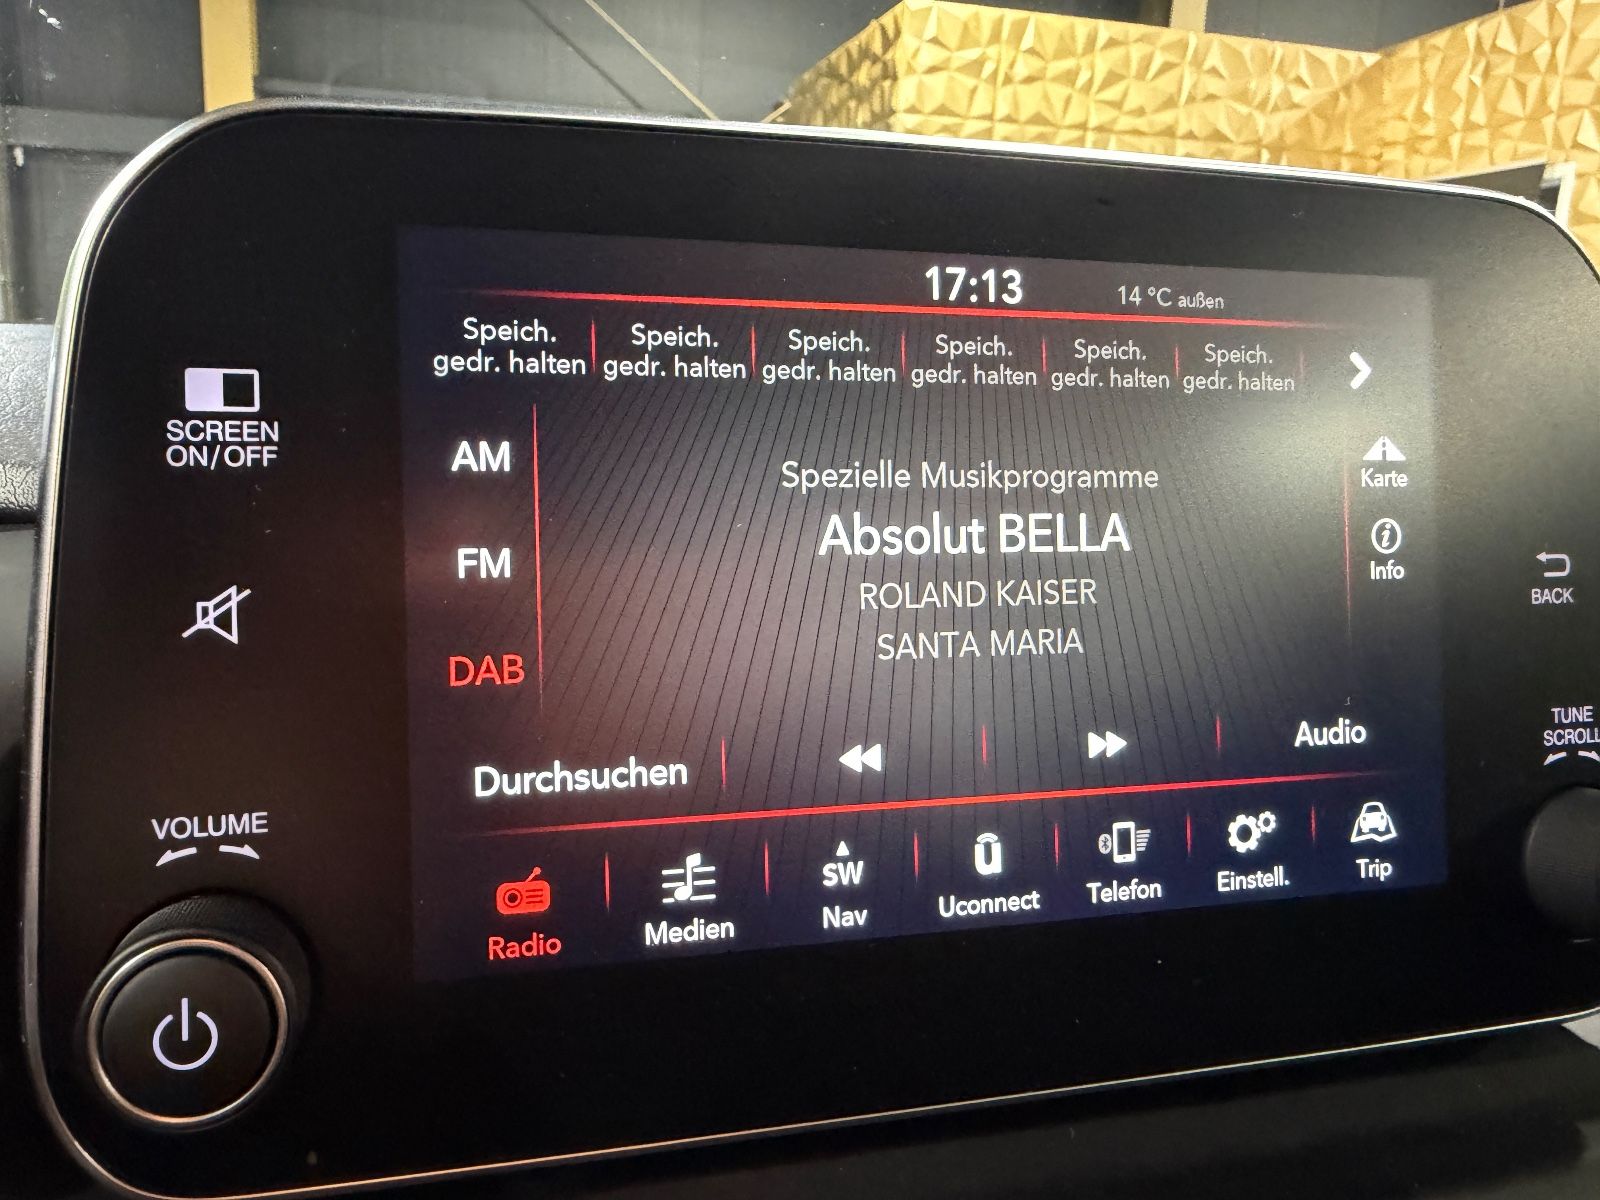 17:13
14 °C außen
Speich. gedr. halten
Speich. gedr. halten
Speich. gedr. halten
Speich. gedr. halten
Speich. gedr. halten
Speich. gedr. halten
SCREEN
ON/OFF
AM
FM
DAB
Spezielle Musikprogramme
Absolut BELLA
ROLAND KAISER
SANTA MARIA
Karte
Info
BACK
TUNE
SCROLL
Durchsuchen
Audio
VOLUME
Radio
Medien
SW
Nav
Uconnect
Telefon
Einstell.
Trip